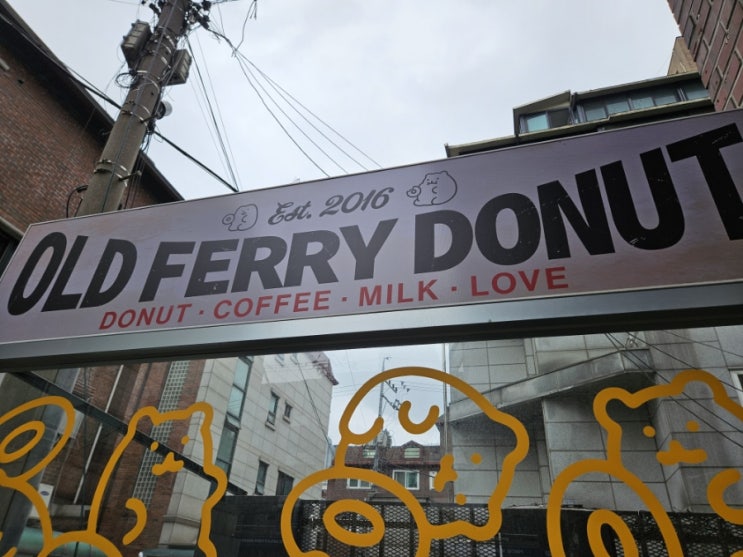 Est. 2016
OLD FERRY DONUT
DONUT · COFFEE · MILK · LOVE